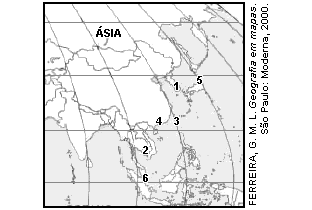 ÁSIA
5
1
4
3
2
6
FERREIRA, G. M. L. Geografia em mapas.
São Paulo: Moderna, 2000.